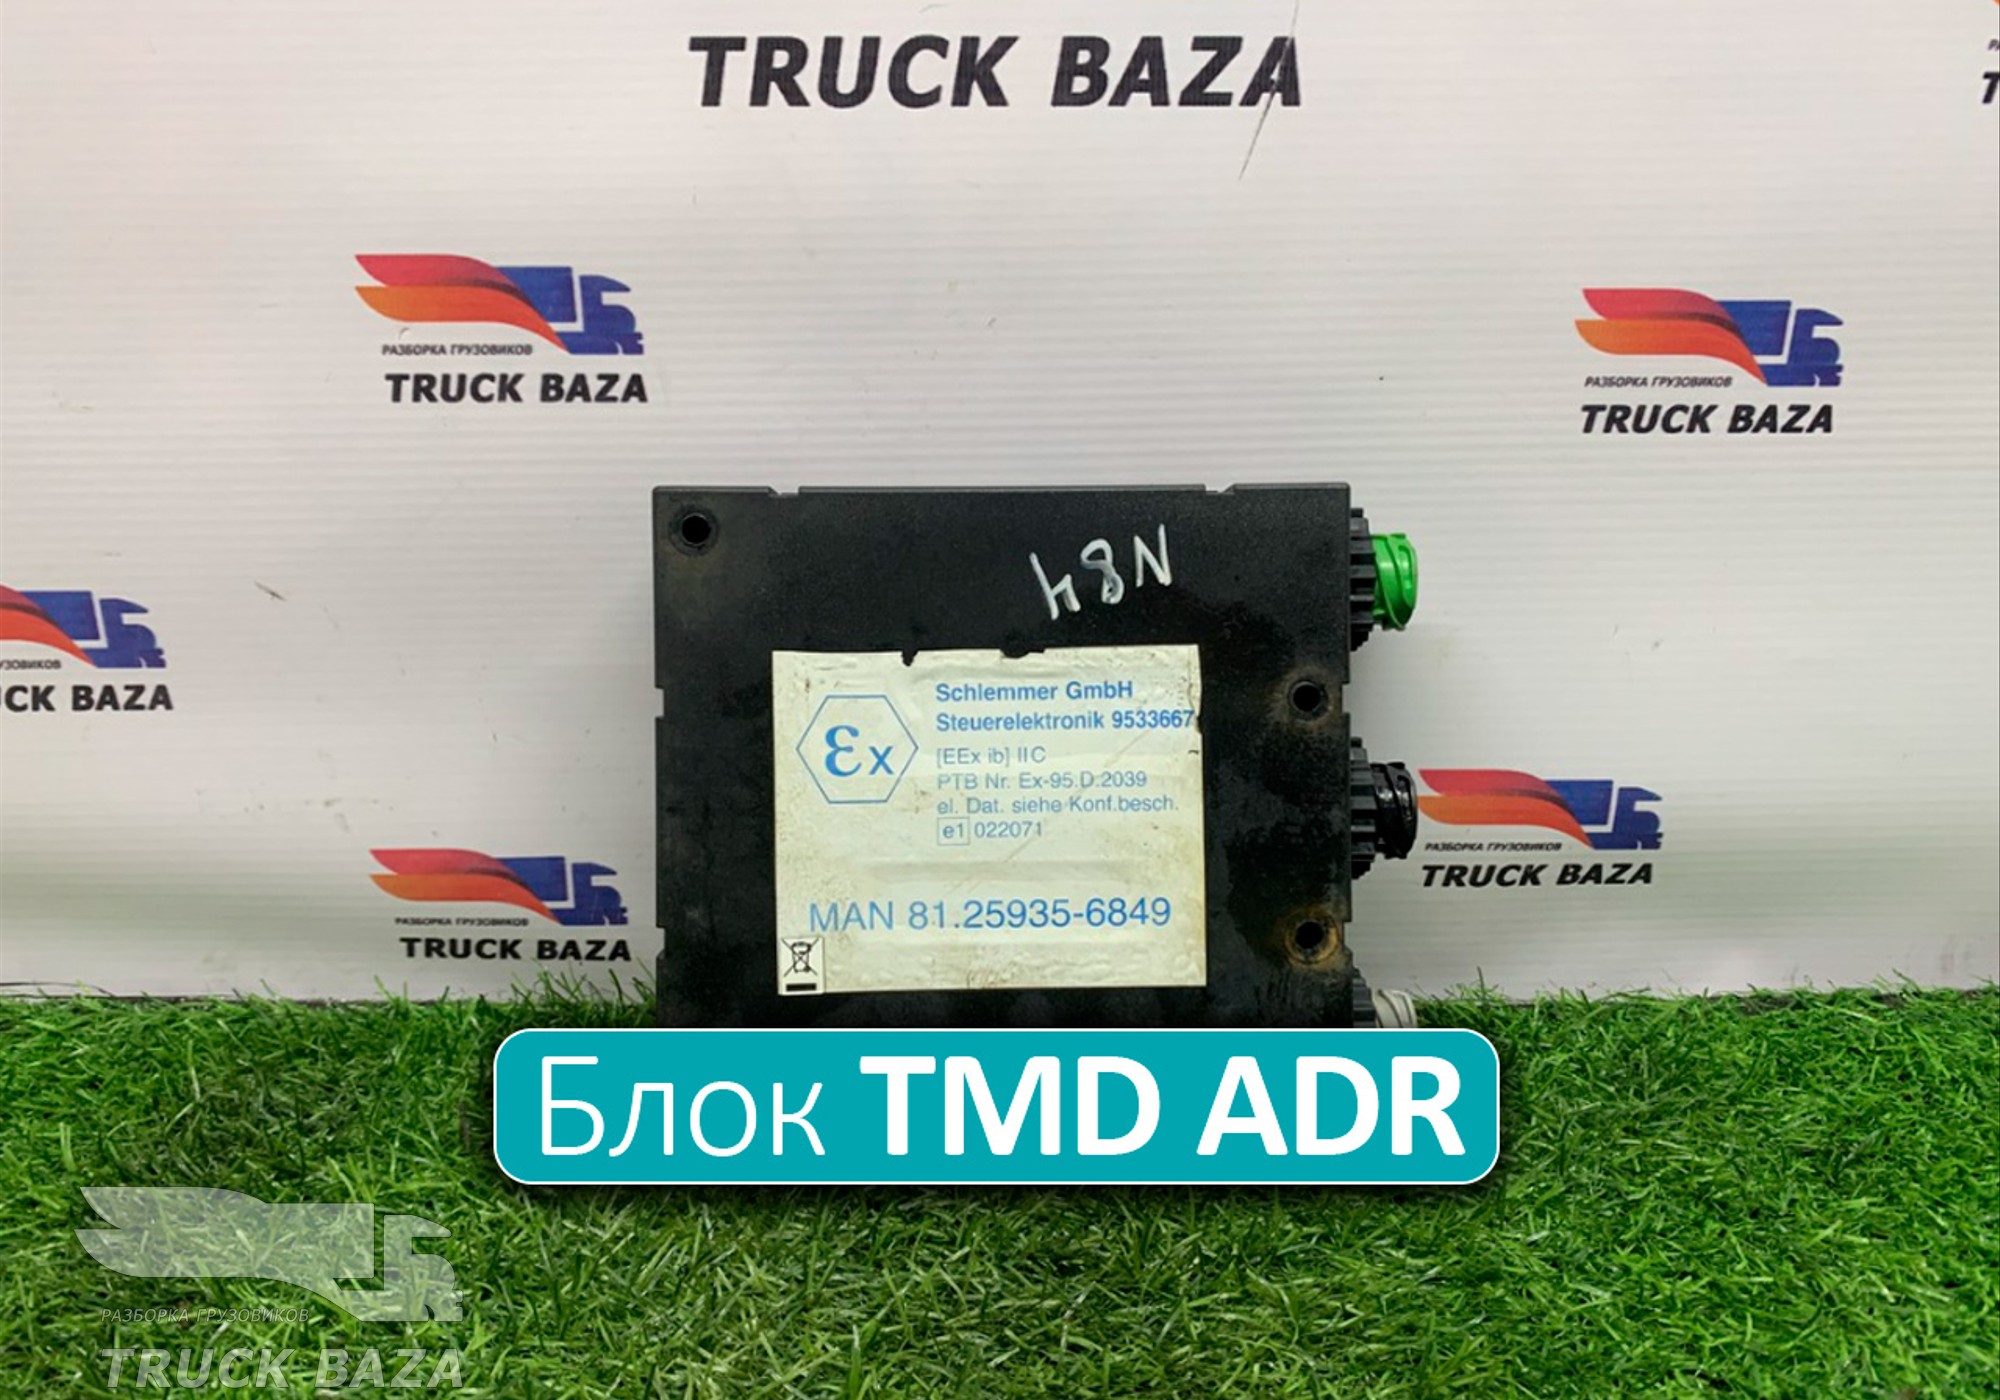 TRUCK BAZA
РАЗБОРКА ГРУЗОВИКОВ
TRUCK BAZA
РАЗБОРКА ГРУЗОВИКОВ
TRUCK BAZA
N84
Schlemmer GmbH
Steuerelektronik 9533667
Ex
[EEx ib] IIC
PTB Nr. Ex-95.D.2039
el. Dat. siehe Konf.besch.
e1 022071
MAN 81.25935-6849
УЗОВИКОВ
CK BAZA
РАЗБОРКА ГРУЗОВИКОВ
TRUCK BAZA
РАЗБОРКА ГРУЗОВИКОВ
TRUCK BAZA
Блок TMD ADR
РАЗБОРКА ГРУЗОВИКОВ
TRUCK BAZA